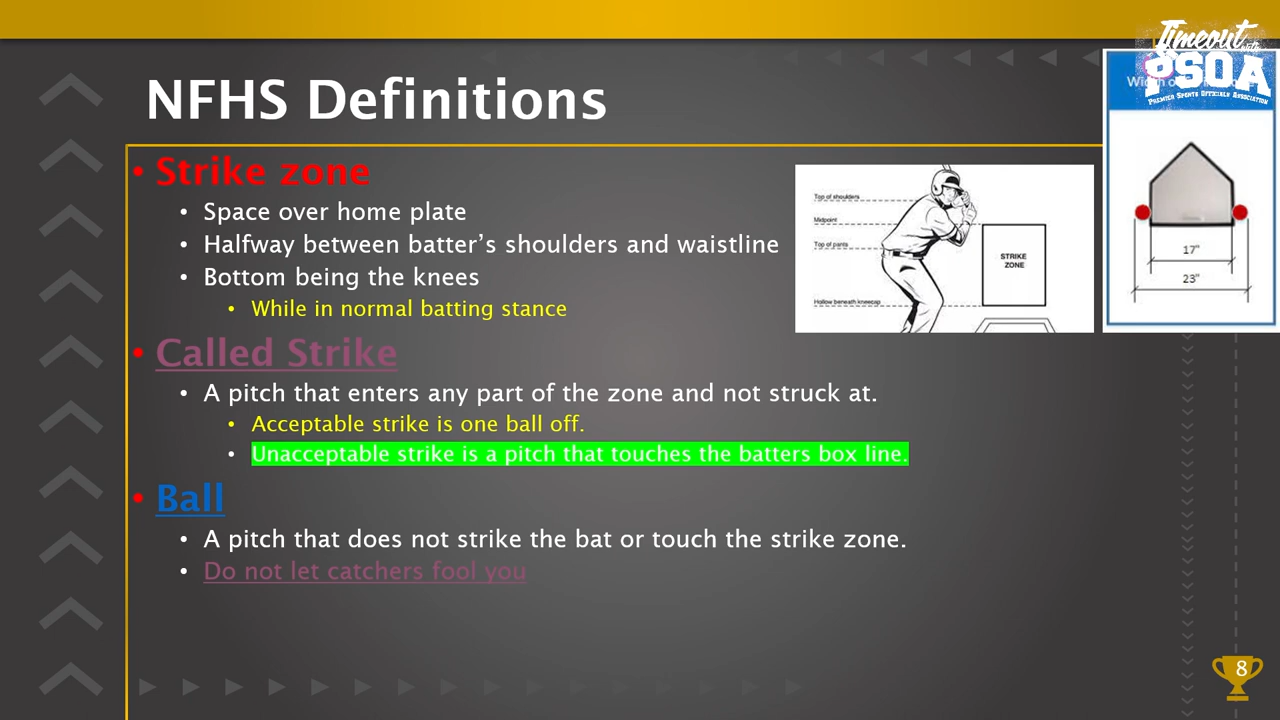 Timeout with
PSOA
PREMIER SPORTS OFFICIALS ASSOCIATION
NFHS Definitions
• Strike zone
• Space over home plate
• Halfway between batter’s shoulders and waistline
• Bottom being the knees
• While in normal batting stance
Top of shoulders
Midpoint
Top of pants
Hollow beneath kneecap
STRIKE
ZONE
17"
23"
• Called Strike
• A pitch that enters any part of the zone and not struck at.
• Acceptable strike is one ball off.
• Unacceptable strike is a pitch that touches the batters box line.
• Ball
• A pitch that does not strike the bat or touch the strike zone.
• Do not let catchers fool you
8